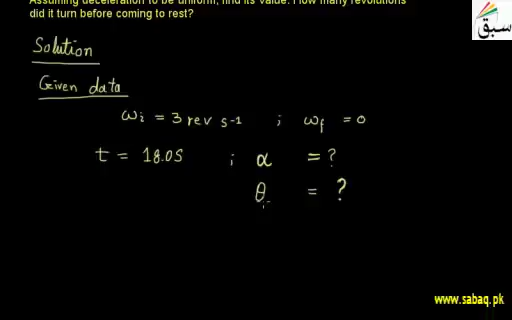 Assuming deceleration to be uniform, find its value. How many revolutions
did it turn before coming to rest?
سبق
Solution
Given data
ωi = 3 rev s-1 ; ωf = 0
t = 18.0S ; α = ?
θ = ?
www.sabaq.pk